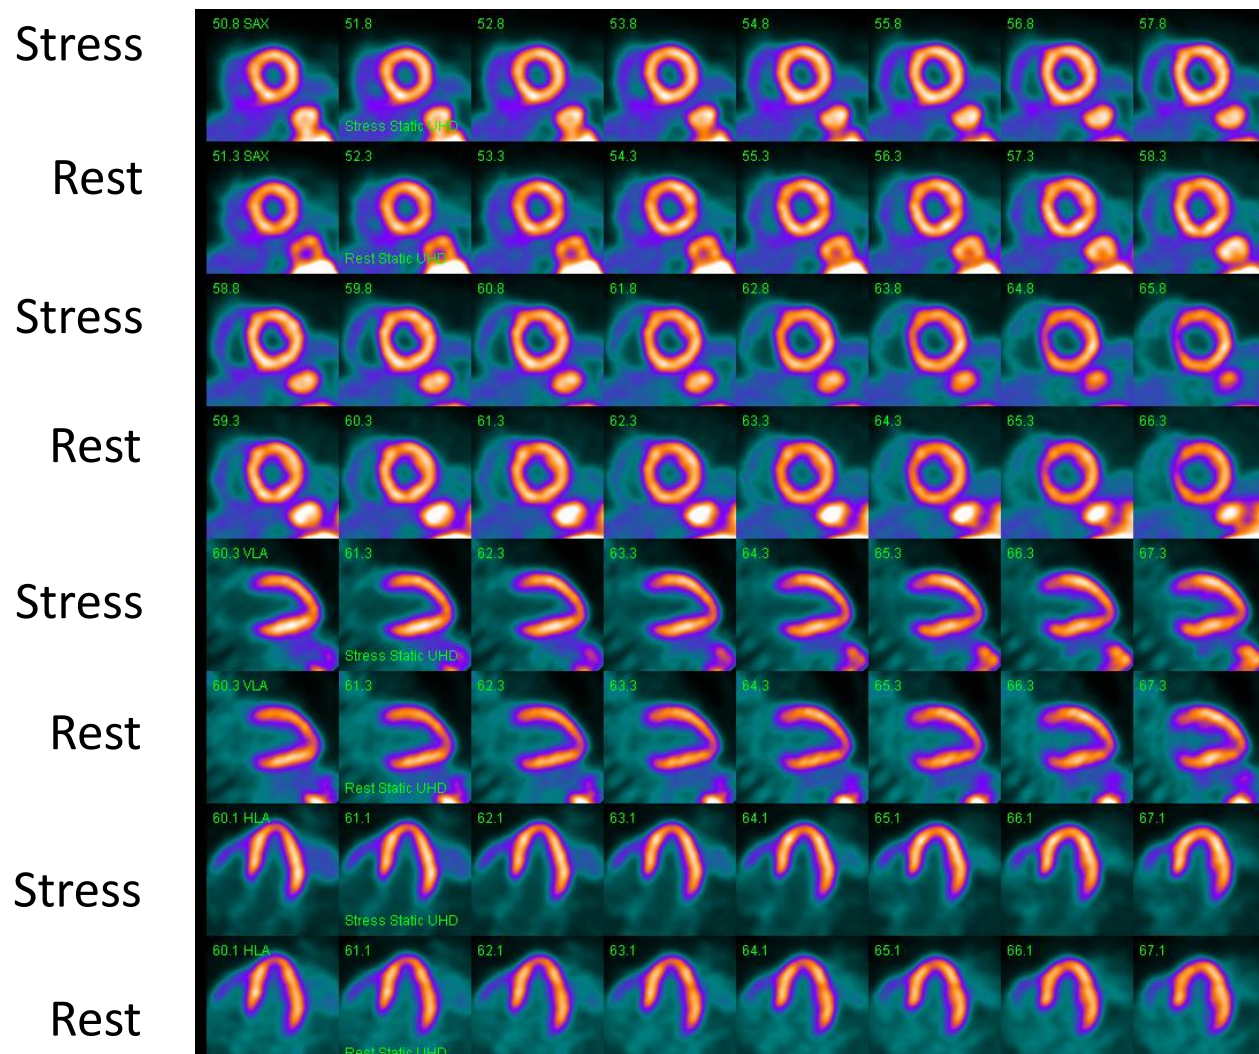 Stress
50.8 SAX 51.8 52.8 53.8 54.8 55.8 56.8 57.8
Stress Static UHD
Rest
51.3 SAX 52.3 53.3 54.3 55.3 56.3 57.3 58.3
Rest Static UHD
Stress
58.8 59.8 60.8 61.8 62.8 63.8 64.8 65.8
Rest
59.3 60.3 61.3 62.3 63.3 64.3 65.3 66.3
Stress
60.3 VLA 61.3 62.3 63.3 64.3 65.3 66.3 67.3
Stress Static UHD
Rest
60.3 VLA 61.3 62.3 63.3 64.3 65.3 66.3 67.3
Rest Static UHD
Stress
60.1 HLA 61.1 62.1 63.1 64.1 65.1 66.1 67.1
Stress Static UHD
Rest
60.1 HLA 61.1 62.1 63.1 64.1 65.1 66.1 67.1
Rest Static UHD